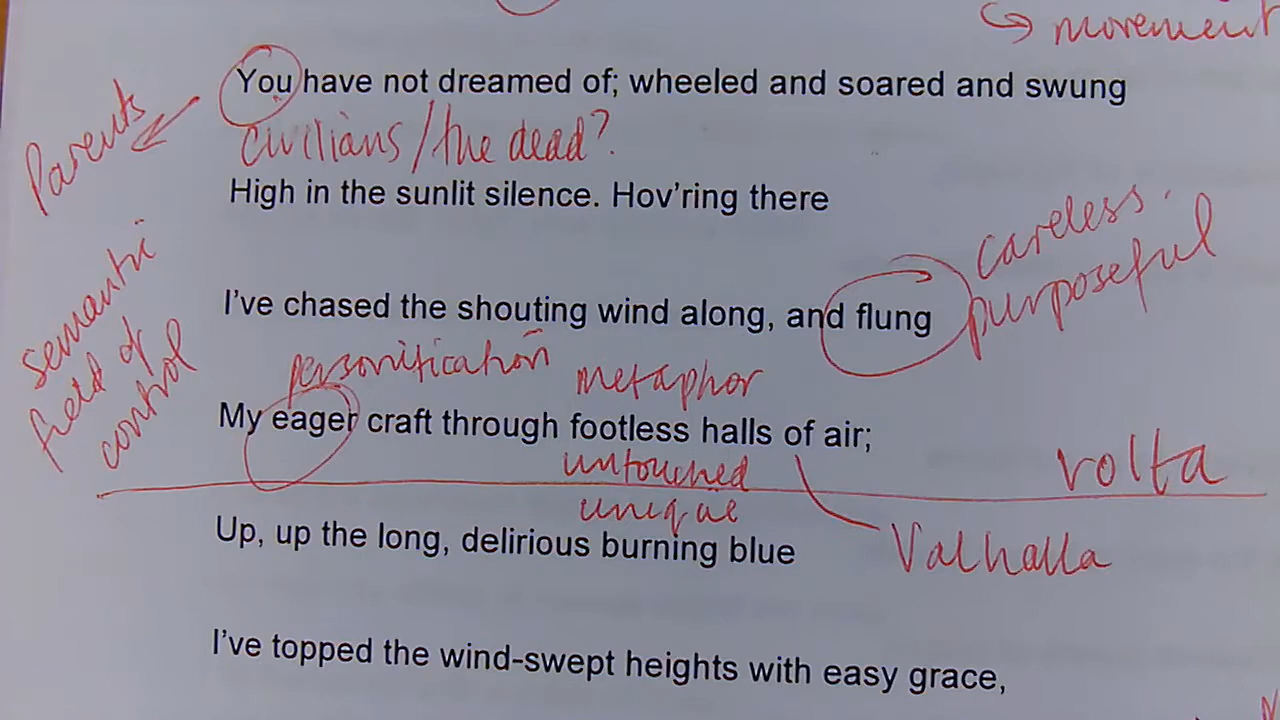 movement
You have not dreamed of; wheeled and soared and swung
Parents
civilians/the dead?
High in the sunlit silence. Hov'ring there
careless
purposeful
semantic
field of
control
I've chased the shouting wind along, and flung
personification
metaphor
My eager craft through footless halls of air;
untouched
volta
unique
Up, up the long, delirious burning blue
Valhalla
I've topped the wind-swept heights with easy grace,